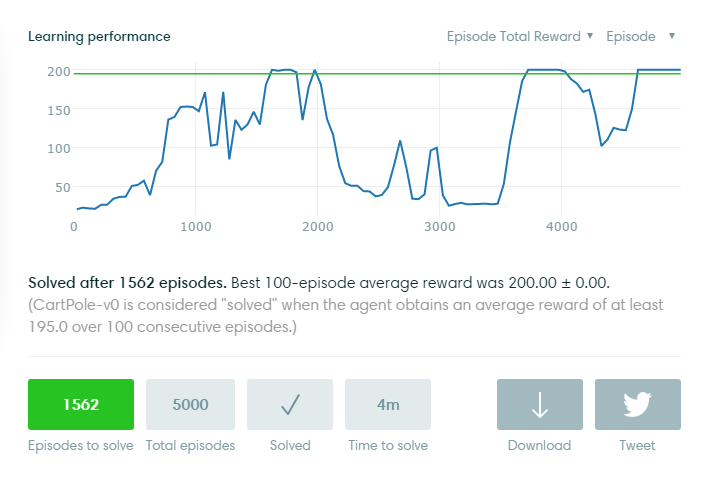 Learning performance
Episode Total Reward ▼ Episode ▼
200
150
100
50
0 1000 2000 3000 4000
Solved after 1562 episodes. Best 100-episode average reward was 200.00 ± 0.00.
(CartPole-v0 is considered "solved" when the agent obtains an average reward of at least
195.0 over 100 consecutive episodes.)
1562 5000 4m
Episodes to solve Total episodes Solved Time to solve Download Tweet